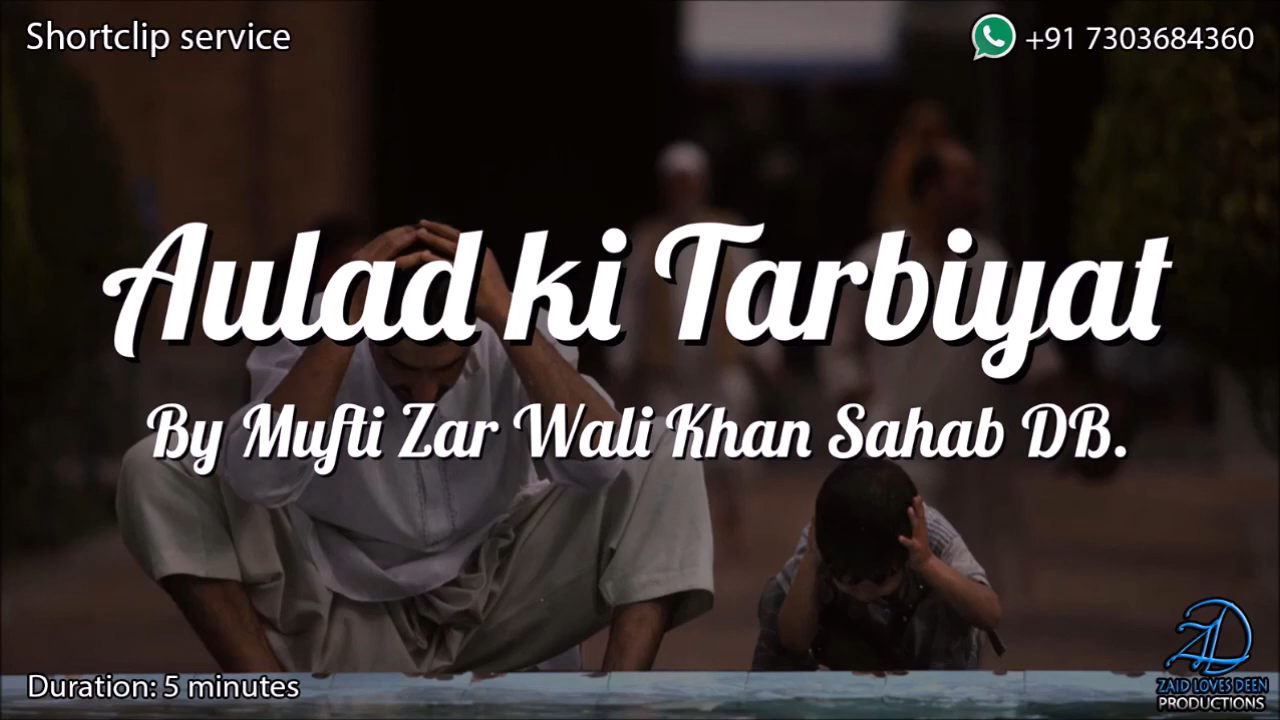 Shortclip service
+91 7303684360
Aulad ki Tarbiyat
By Mufti Zar Wali Khan Sahab DB.
Duration: 5 minutes
ZLD
ZAID LOVES DEEN
PRODUCTIONS